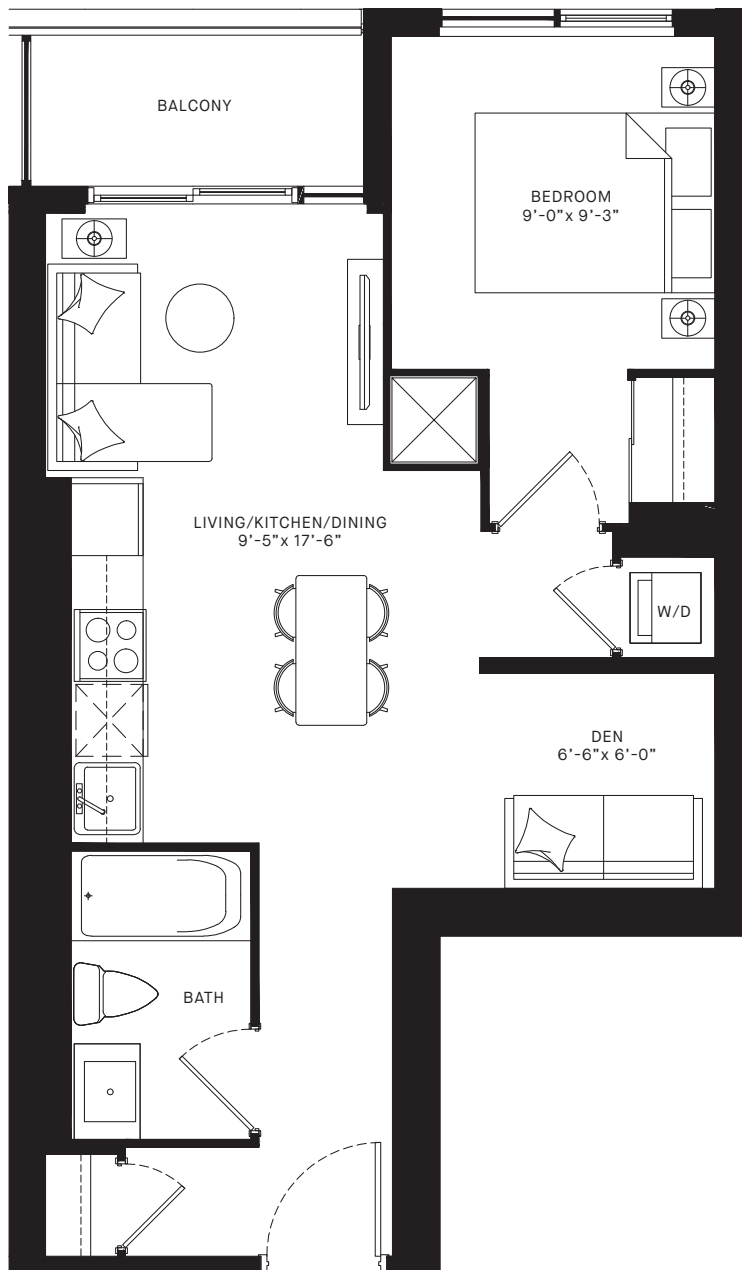 BALCONY
BEDROOM
9’-0” x 9’-3”
LIVING/KITCHEN/DINING
9’-5” x 17’-6”
W/D
DEN
6’-6” x 6’-0”
BATH